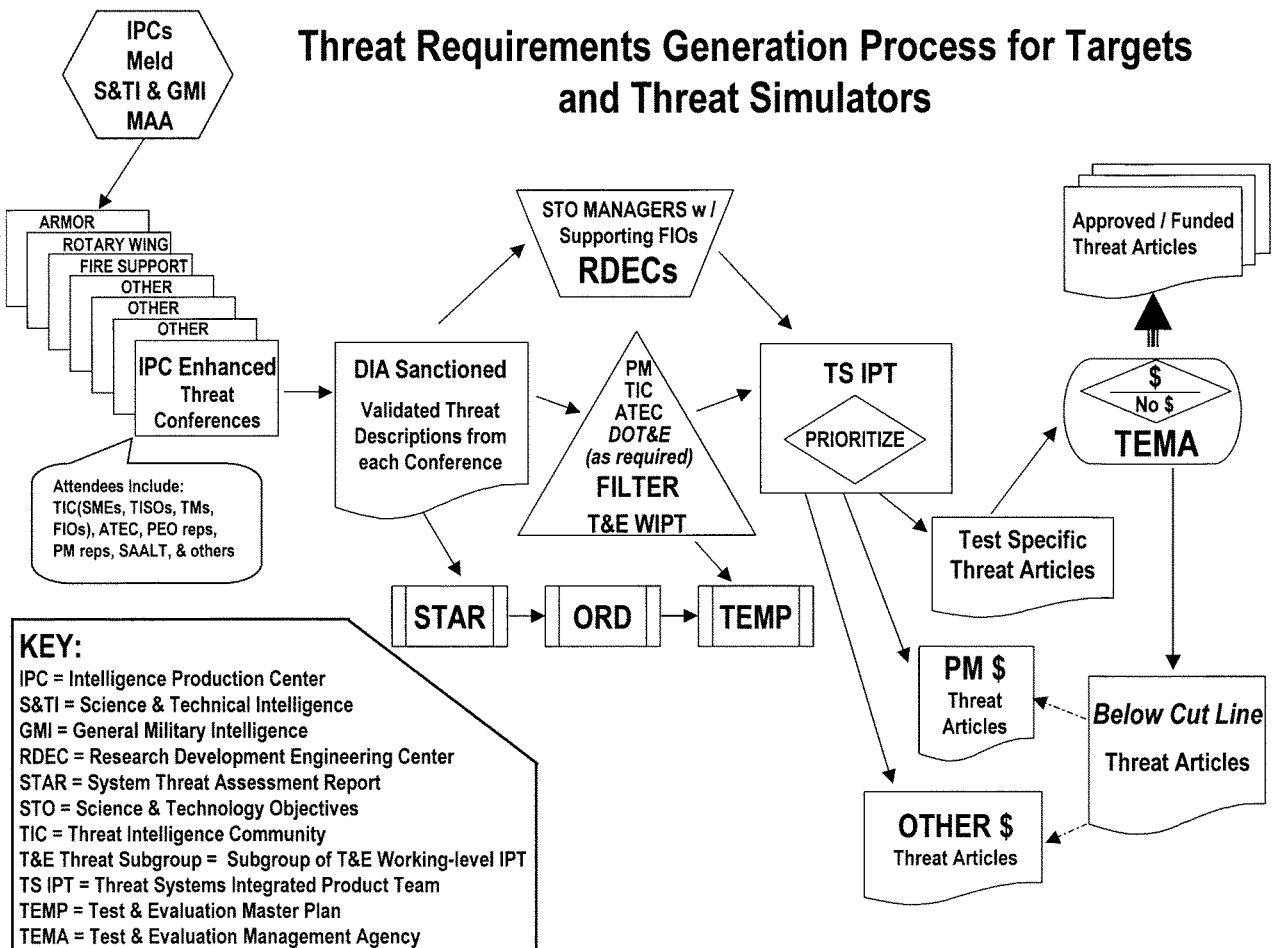 Threat Requirements Generation Process for Targets
and Threat Simulators
IPCs
Meld
S&TI & GMI
MAA
ARMOR
ROTARY WING
FIRE SUPPORT
OTHER
OTHER
OTHER
IPC Enhanced
Threat
Conferences
Attendees Include:
TIC(SMEs, TISOs, TMs,
FIOs), ATEC, PEO reps,
PM reps, SAALT, & others
DIA Sanctioned
Validated Threat
Descriptions from
each Conference
STO MANAGERS w /
Supporting FIOs
RDECs
PM
TIC
ATEC
DOT&E
(as required)
FILTER
T&E WIPT
STAR
ORD
TEMP
TS IPT
PRIORITIZE
Test Specific
Threat Articles
Approved / Funded
Threat Articles
$
No $
TEMA
PM $
Threat
Articles
Below Cut Line
Threat Articles
OTHER $
Threat Articles
KEY:
IPC = Intelligence Production Center
S&TI = Science & Technical Intelligence
GMI = General Military Intelligence
RDEC = Research Development Engineering Center
STAR = System Threat Assessment Report
STO = Science & Technology Objectives
TIC = Threat Intelligence Community
T&E Threat Subgroup = Subgroup of T&E Working-level IPT
TS IPT = Threat Systems Integrated Product Team
TEMP = Test & Evaluation Master Plan
TEMA = Test & Evaluation Management Agency